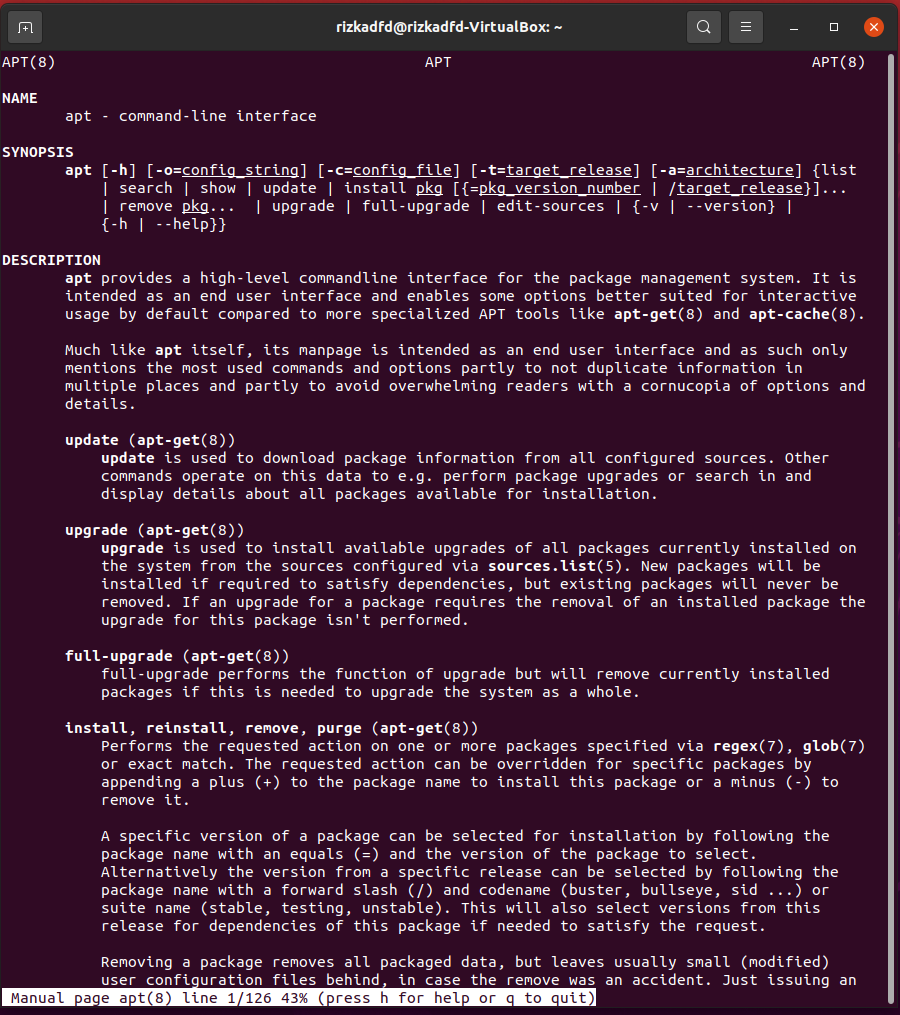 rizkadfd@rizkadfd-VirtualBox: ~
APT(8) APT APT(8)
NAME
apt - command-line interface
SYNOPSIS
apt [-h] [-o=config_string] [-c=config_file] [-t=target_release] [-a=architecture] {list
| search | show | update | install pkg [{=pkg_version_number | /target_release}]...
| remove pkg...  | upgrade | full-upgrade | edit-sources | {-v | --version} |
{-h | --help}}
DESCRIPTION
apt provides a high-level commandline interface for the package management system. It is
intended as an end user interface and enables some options better suited for interactive
usage by default compared to more specialized APT tools like apt-get(8) and apt-cache(8).
Much like apt itself, its manpage is intended as an end user interface and as such only
mentions the most used commands and options partly to not duplicate information in
multiple places and partly to avoid overwhelming readers with a cornucopia of options and
details.
update (apt-get(8))
update is used to download package information from all configured sources. Other
commands operate on this data to e.g. perform package upgrades or search in and
display details about all packages available for installation.
upgrade (apt-get(8))
upgrade is used to install available upgrades of all packages currently installed on
the system from the sources configured via sources.list(5). New packages will be
installed if required to satisfy dependencies, but existing packages will never be
removed. If an upgrade for a package requires the removal of an installed package the
upgrade for this package isn't performed.
full-upgrade (apt-get(8))
full-upgrade performs the function of upgrade but will remove currently installed
packages if this is needed to upgrade the system as a whole.
install, reinstall, remove, purge (apt-get(8))
Performs the requested action on one or more packages specified via regex(7), glob(7)
or exact match. The requested action can be overridden for specific packages by
appending a plus (+) to the package name to install this package or a minus (-) to
remove it.
A specific version of a package can be selected for installation by following the
package name with an equals (=) and the version of the package to select.
Alternatively the version from a specific release can be selected by following the
package name with a forward slash (/) and codename (buster, bullseye, sid ...) or
suite name (stable, testing, unstable). This will also select versions from this
release for dependencies of this package if needed to satisfy the request.
Removing a package removes all packaged data, but leaves usually small (modified)
user configuration files behind, in case the remove was an accident. Just issuing an
Manual page apt(8) line 1/126 43% (press h for help or q to quit)